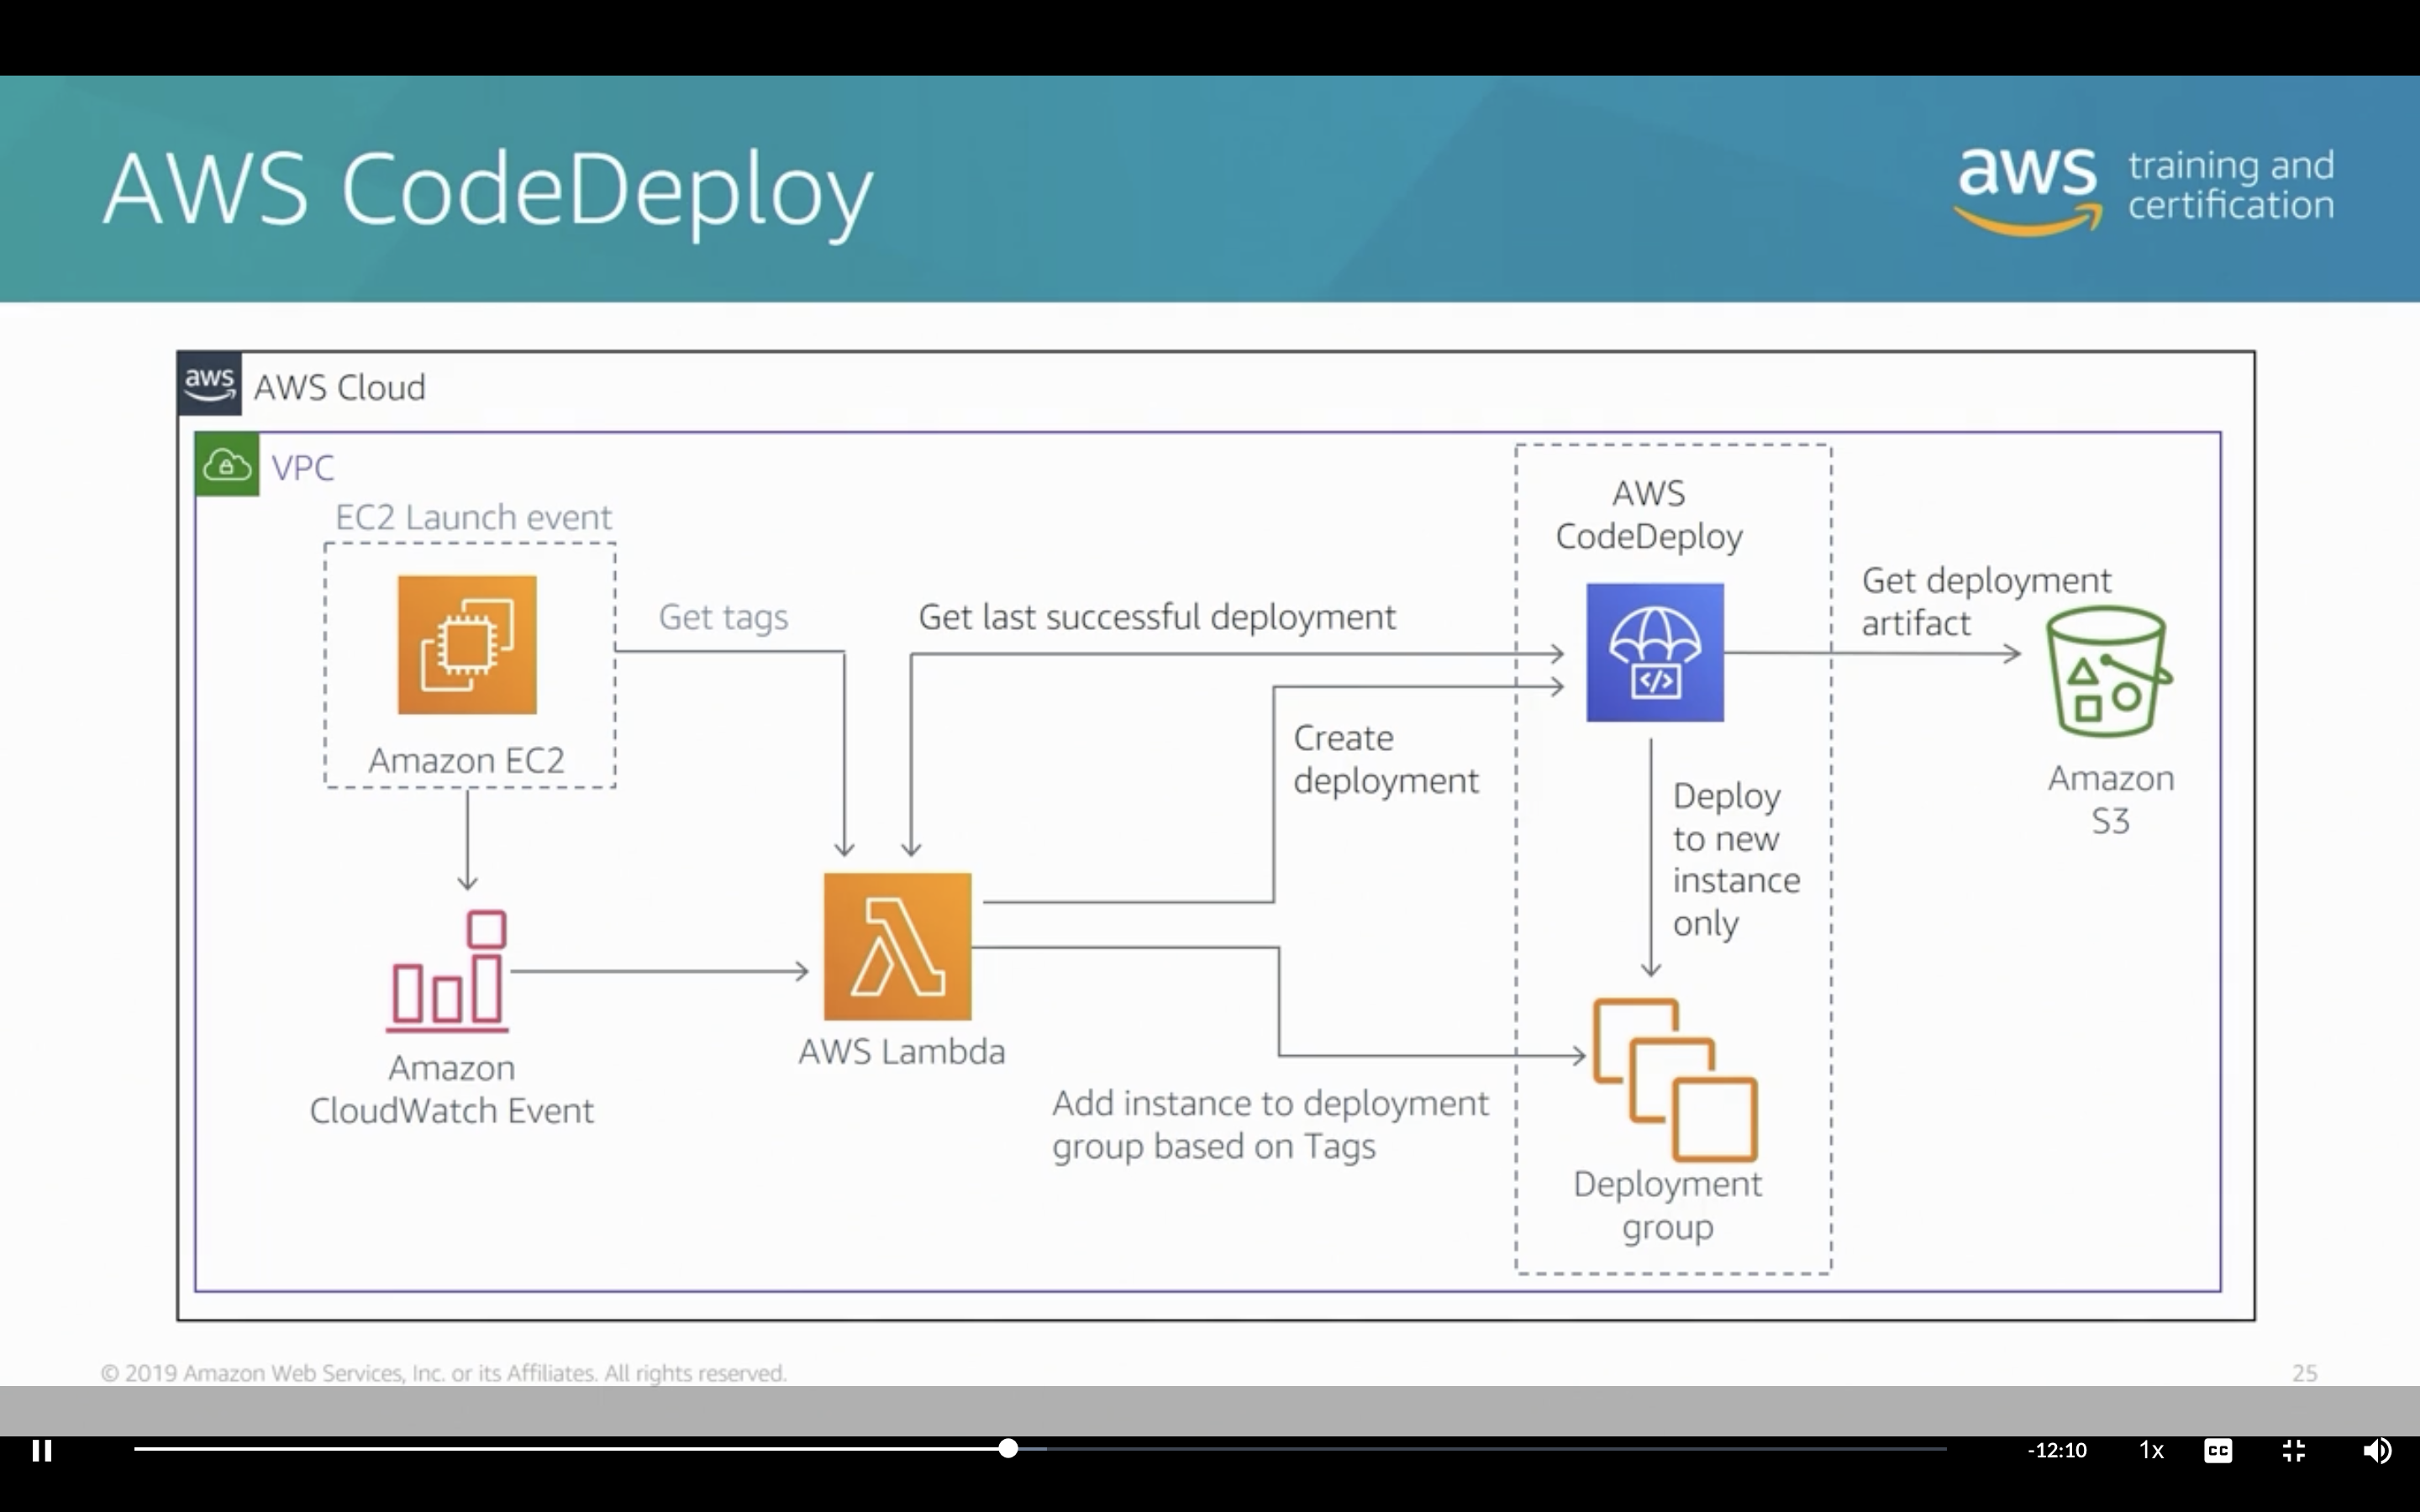 AWS CodeDeploy
aws training and
certification
aws AWS Cloud
VPC
EC2 Launch event
Amazon EC2
Get tags
Get last successful deployment
AWS
CodeDeploy
</>
Get deployment
artifact
Amazon
S3
Create
deployment
Deploy
to new
instance
only
Amazon
CloudWatch Event
AWS Lambda
Add instance to deployment
group based on Tags
Deployment
group
© 2019 Amazon Web Services, Inc. or its Affiliates. All rights reserved.
25
-12:10
1x
CC